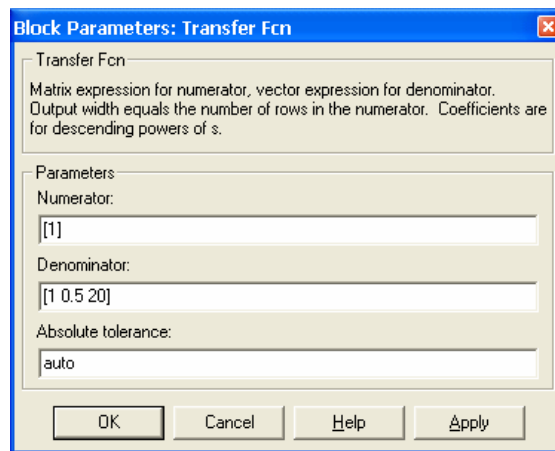 Block Parameters: Transfer Fcn
Transfer Fcn
Matrix expression for numerator, vector expression for denominator.
Output width equals the number of rows in the numerator. Coefficients are
for descending powers of s.
Parameters
Numerator:
[1]
Denominator:
[1 0.5 20]
Absolute tolerance:
auto
OK Cancel Help Apply